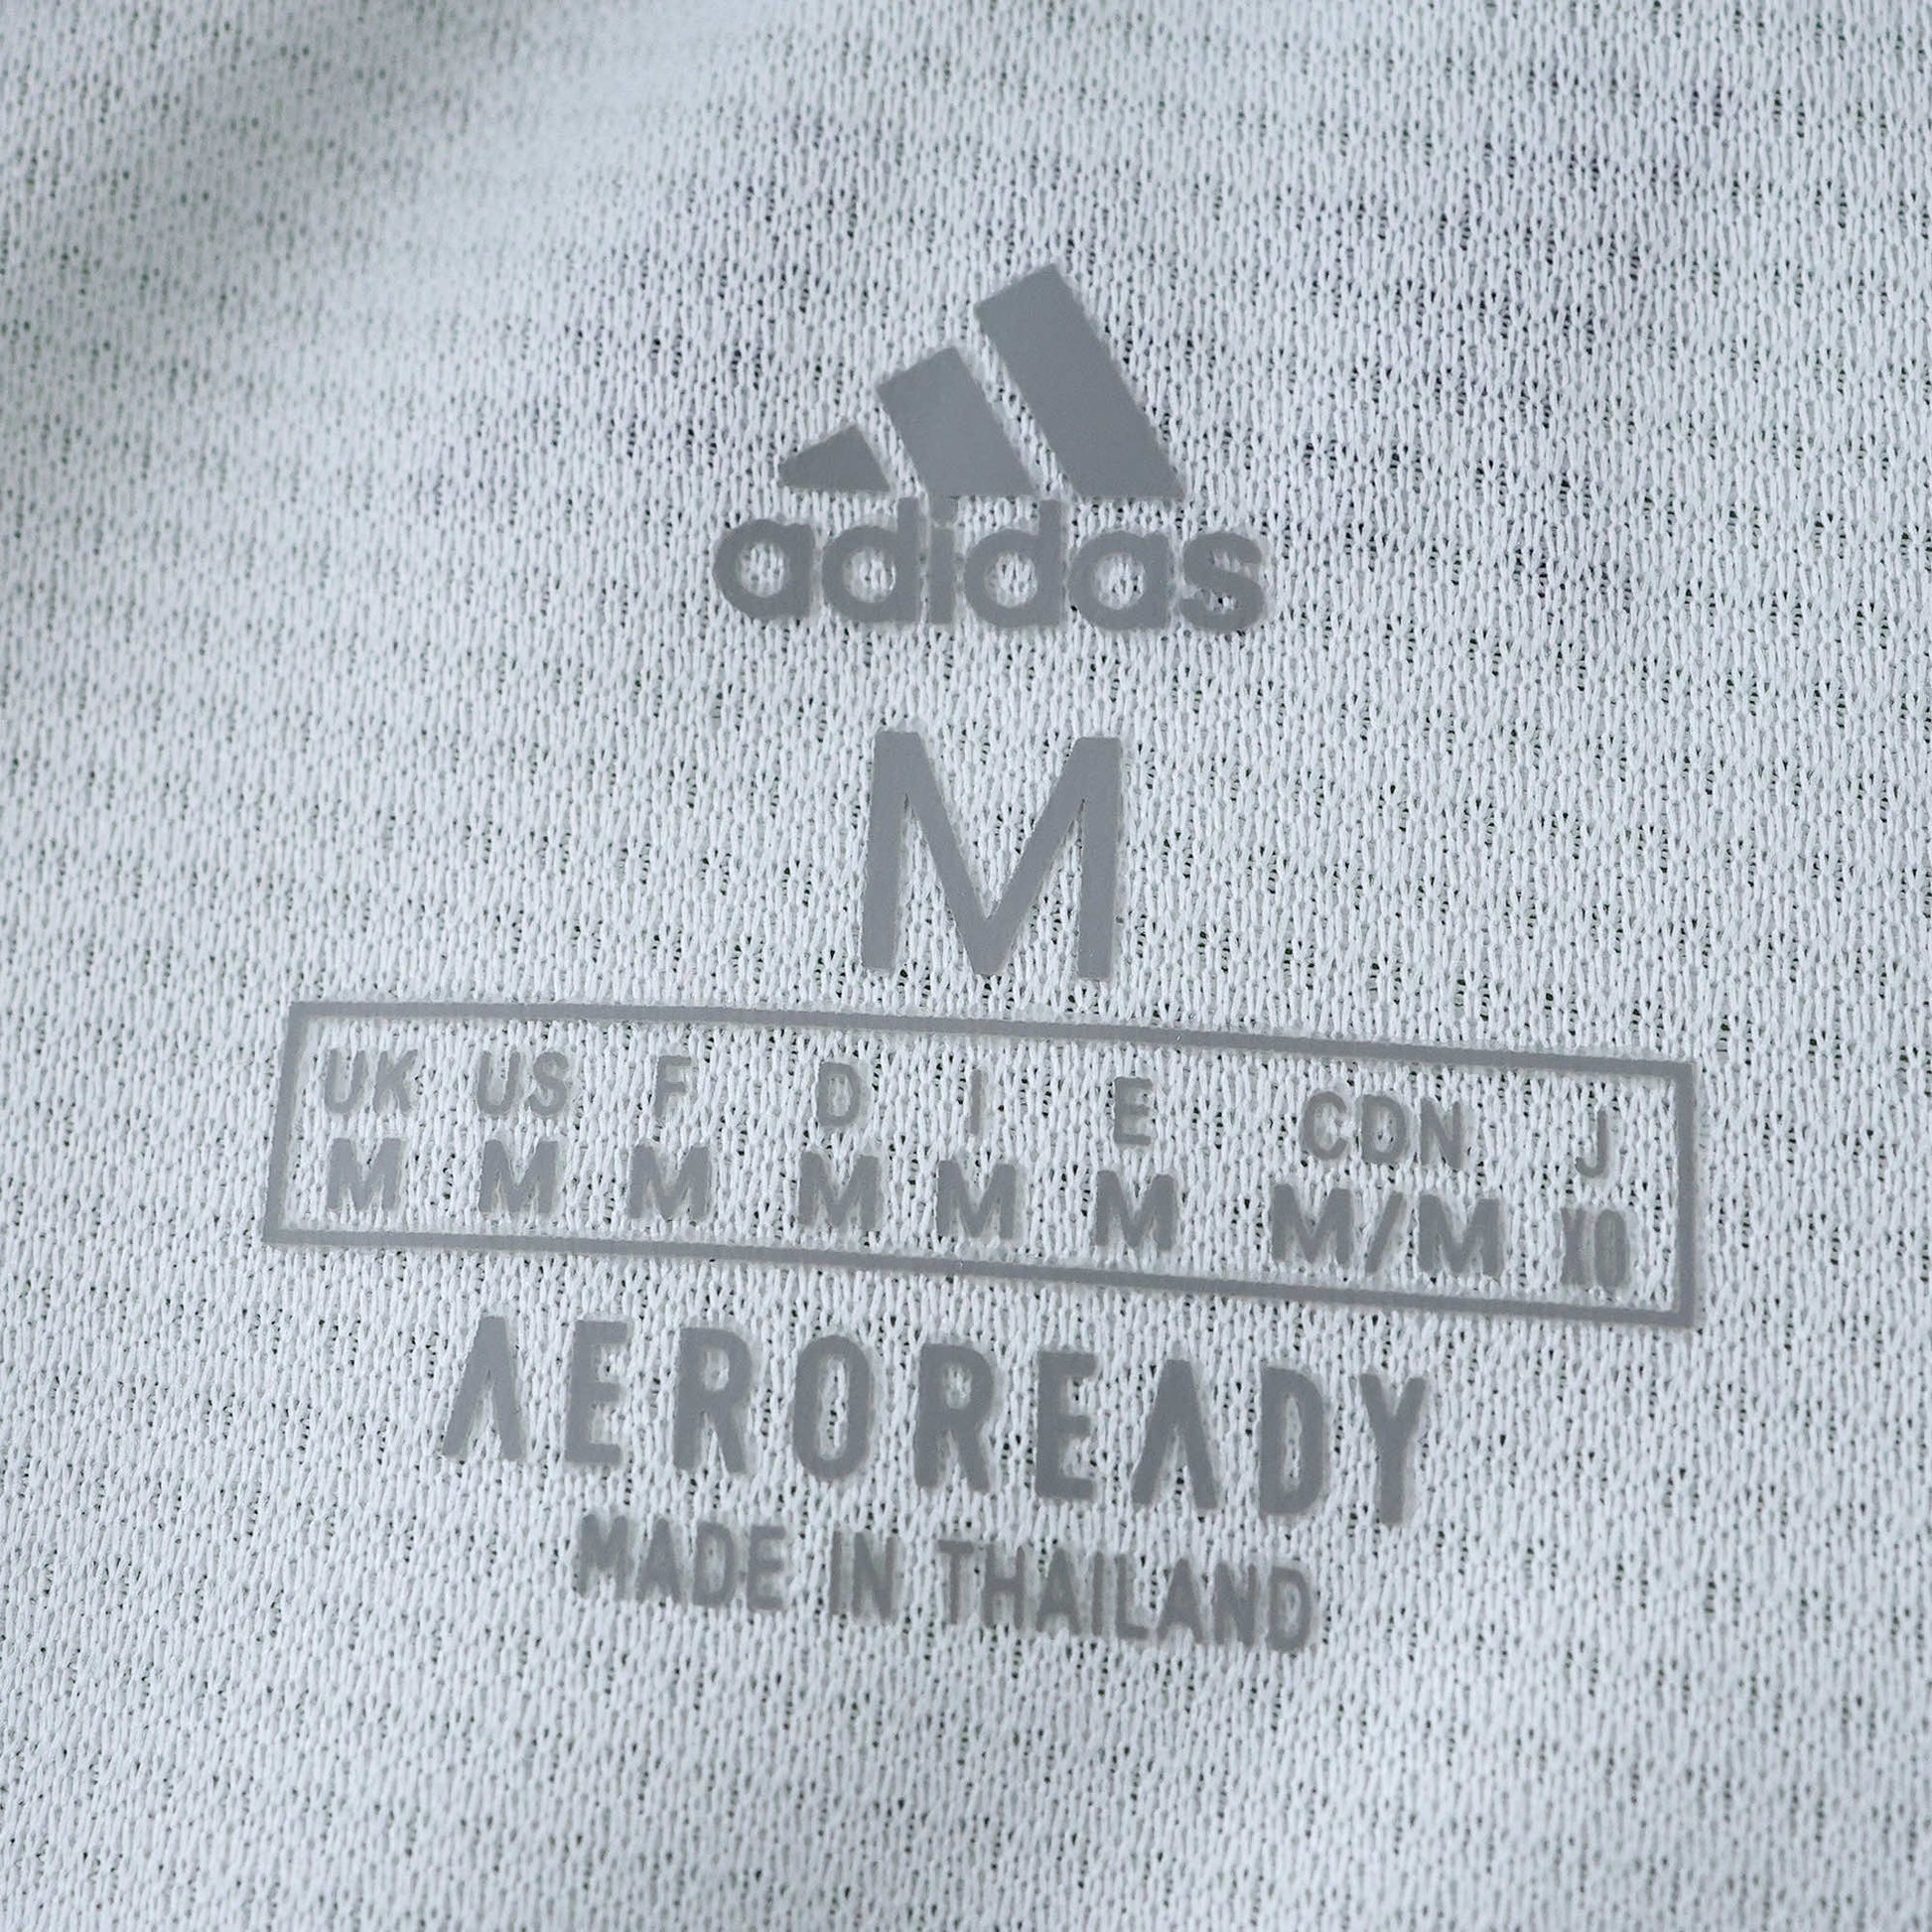 adidas
M
UK US F D I E CDN J
M M M M M M M/M XO
AEROREADY
MADE IN THAILAND